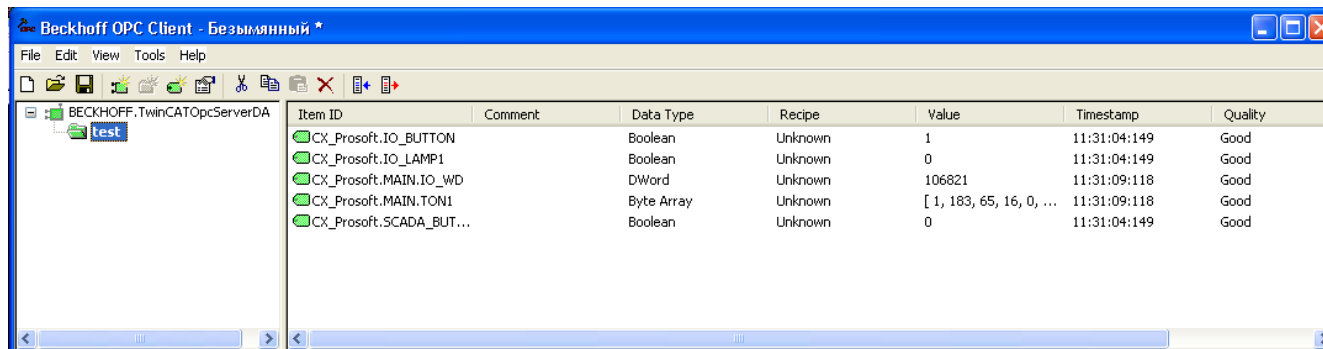 Beckhoff OPC Client - Безымянный *
File Edit View Tools Help
BECKHOFF.TwinCATOpcServerDA
test
Item ID Comment Data Type Recipe Value Timestamp Quality
CX_Prosoft.IO_BUTTON Boolean Unknown 1 11:31:04:149 Good
CX_Prosoft.IO_LAMP1 Boolean Unknown 0 11:31:04:149 Good
CX_Prosoft.MAIN.IO_WD DWord Unknown 106821 11:31:09:118 Good
CX_Prosoft.MAIN.TON1 Byte Array Unknown [ 1, 183, 65, 16, 0, ... 11:31:09:118 Good
CX_Prosoft.SCADA_BUT... Boolean Unknown 0 11:31:04:149 Good